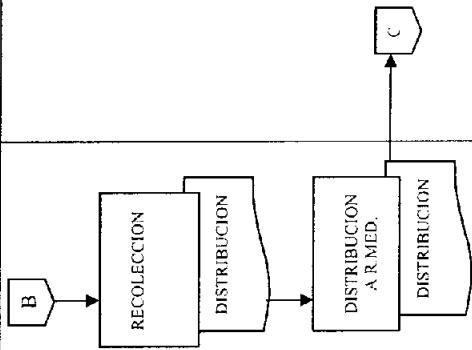 B
RECOLECCION
DISTRIBUCION
DISTRIBUCION
A R.MED.
DISTRIBUCION
C